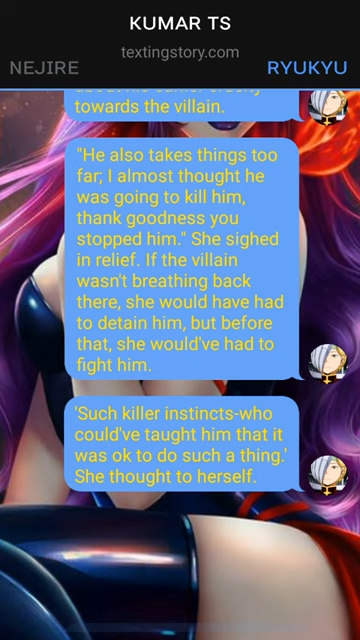 KUMAR TS
textingstory.com
NEJIRE
RYUKYU
towards the villain.
"He also takes things too
far; I almost thought he
was going to kill him,
thank goodness you
stopped him." She sighed
in relief. If the villain
wasn't breathing back
there, she would have had
to detain him, but before
that, she would've had to
fight him.
'Such killer instincts-who
could've taught him that it
was ok to do such a thing.'
She thought to herself.